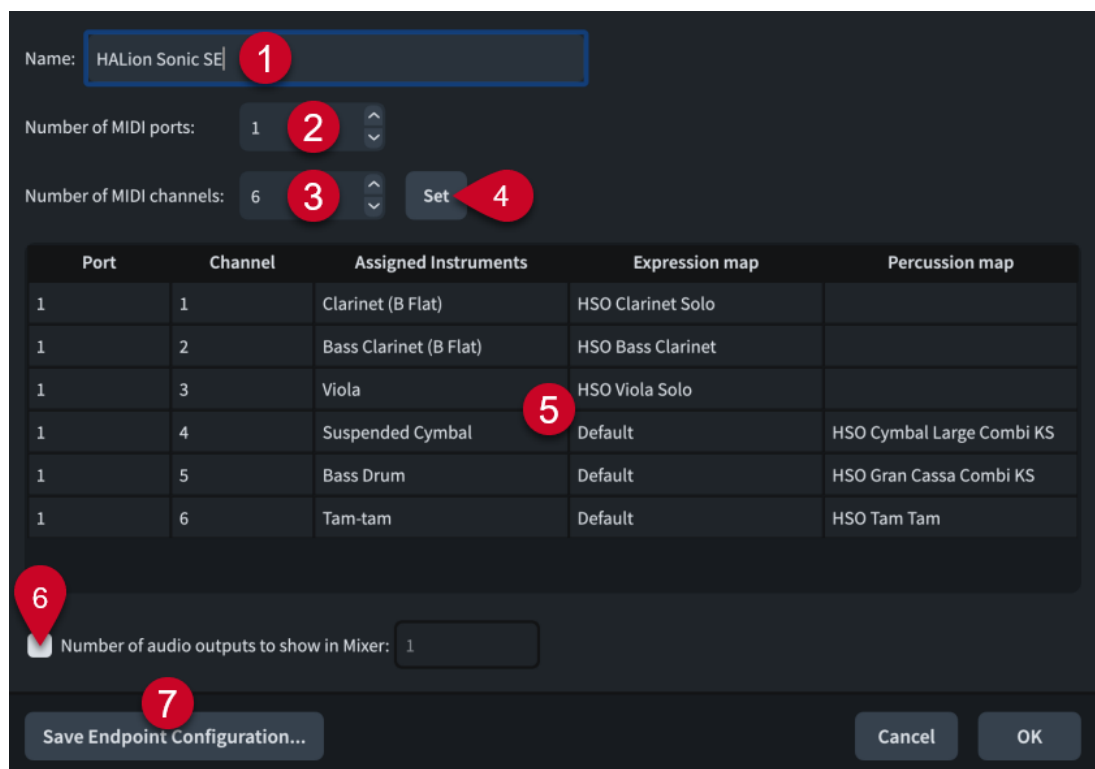 Name: HALion Sonic SE 1
Number of MIDI ports: 1 2
Number of MIDI channels: 6 3 Set 4
Port Channel Assigned Instruments Expression map Percussion map
1 1 Clarinet (B Flat) HSO Clarinet Solo
1 2 Bass Clarinet (B Flat) HSO Bass Clarinet
1 3 Viola HSO Viola Solo
5
1 4 Suspended Cymbal Default HSO Cymbal Large Combi KS
1 5 Bass Drum Default HSO Gran Cassa Combi KS
1 6 Tam-tam Default HSO Tam Tam
6
Number of audio outputs to show in Mixer: 1
7
Save Endpoint Configuration... Cancel OK